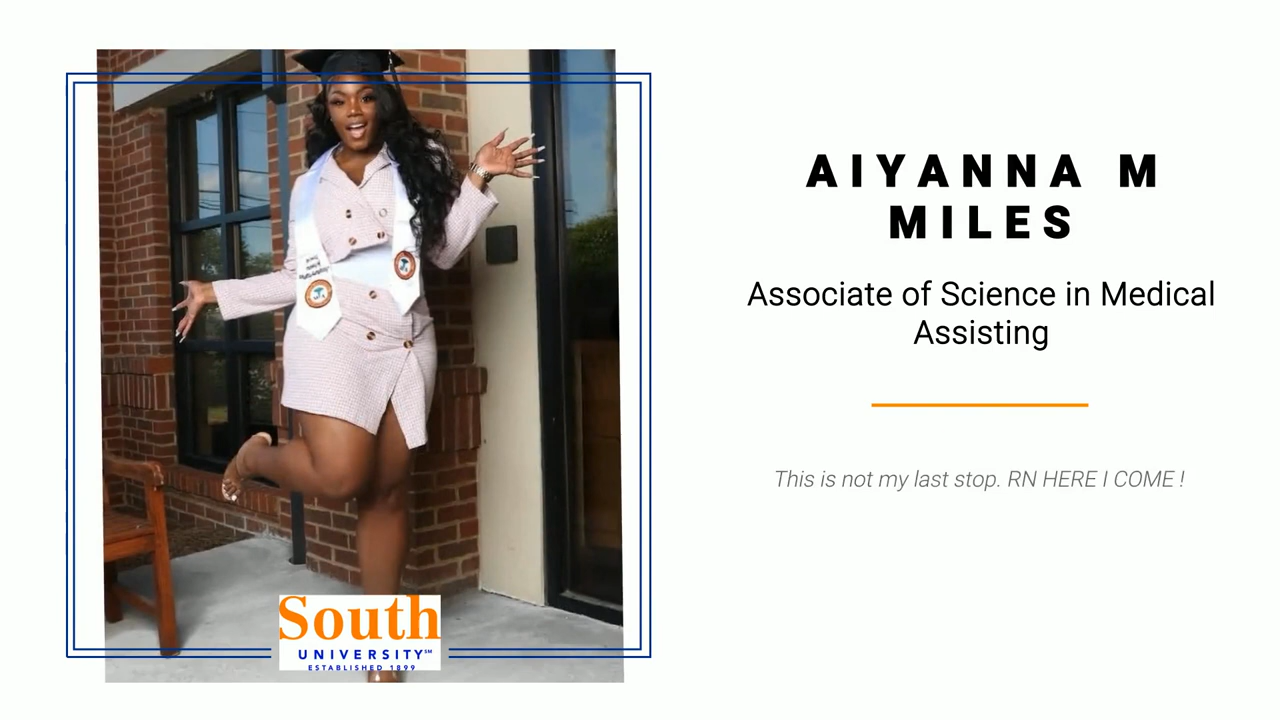 AIYANNA M
MILES
Associate of Science in Medical
Assisting
This is not my last stop. RN HERE I COME !
South
UNIVERSITY℠
ESTABLISHED 1899